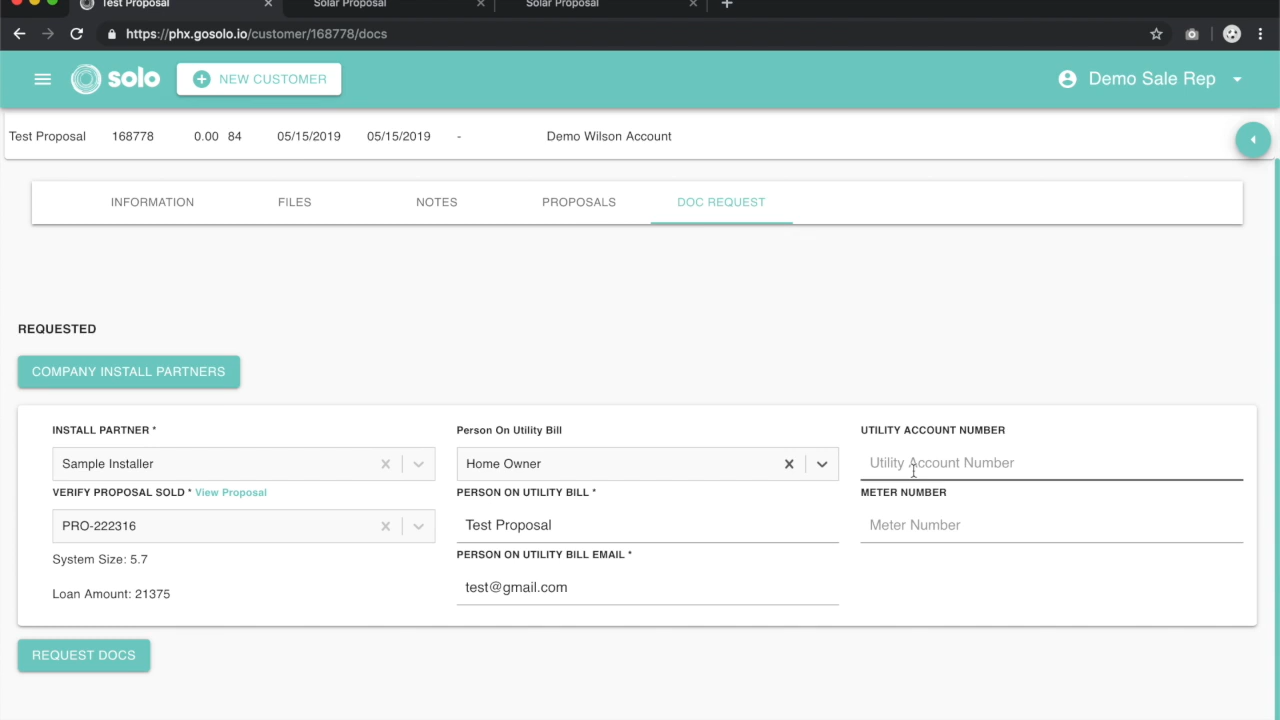 Test Proposal
Solar Proposal
Solar Proposal
https://phx.gosolo.io/customer/168778/docs
solo
NEW CUSTOMER
Demo Sale Rep
Test Proposal 168778 0.00 84 05/15/2019 05/15/2019 - Demo Wilson Account
INFORMATION FILES NOTES PROPOSALS DOC REQUEST
REQUESTED
COMPANY INSTALL PARTNERS
INSTALL PARTNER *
Sample Installer
VERIFY PROPOSAL SOLD * View Proposal
PRO-222316
System Size: 5.7
Loan Amount: 21375
Person On Utility Bill
Home Owner
PERSON ON UTILITY BILL *
Test Proposal
PERSON ON UTILITY BILL EMAIL *
test@gmail.com
UTILITY ACCOUNT NUMBER
Utility Account Number
METER NUMBER
Meter Number
REQUEST DOCS